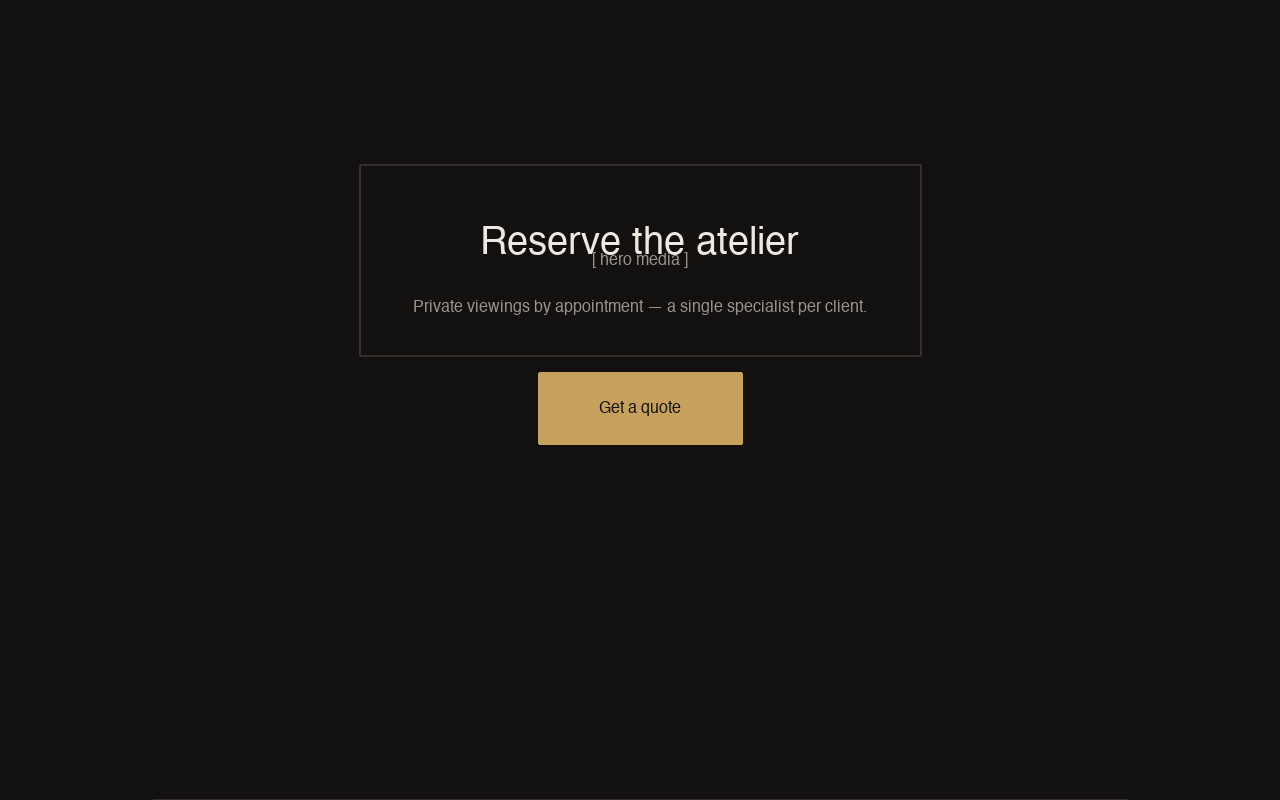 Reserve the atelier
[ hero media ]
Private viewings by appointment — a single specialist per client.
Get a quote